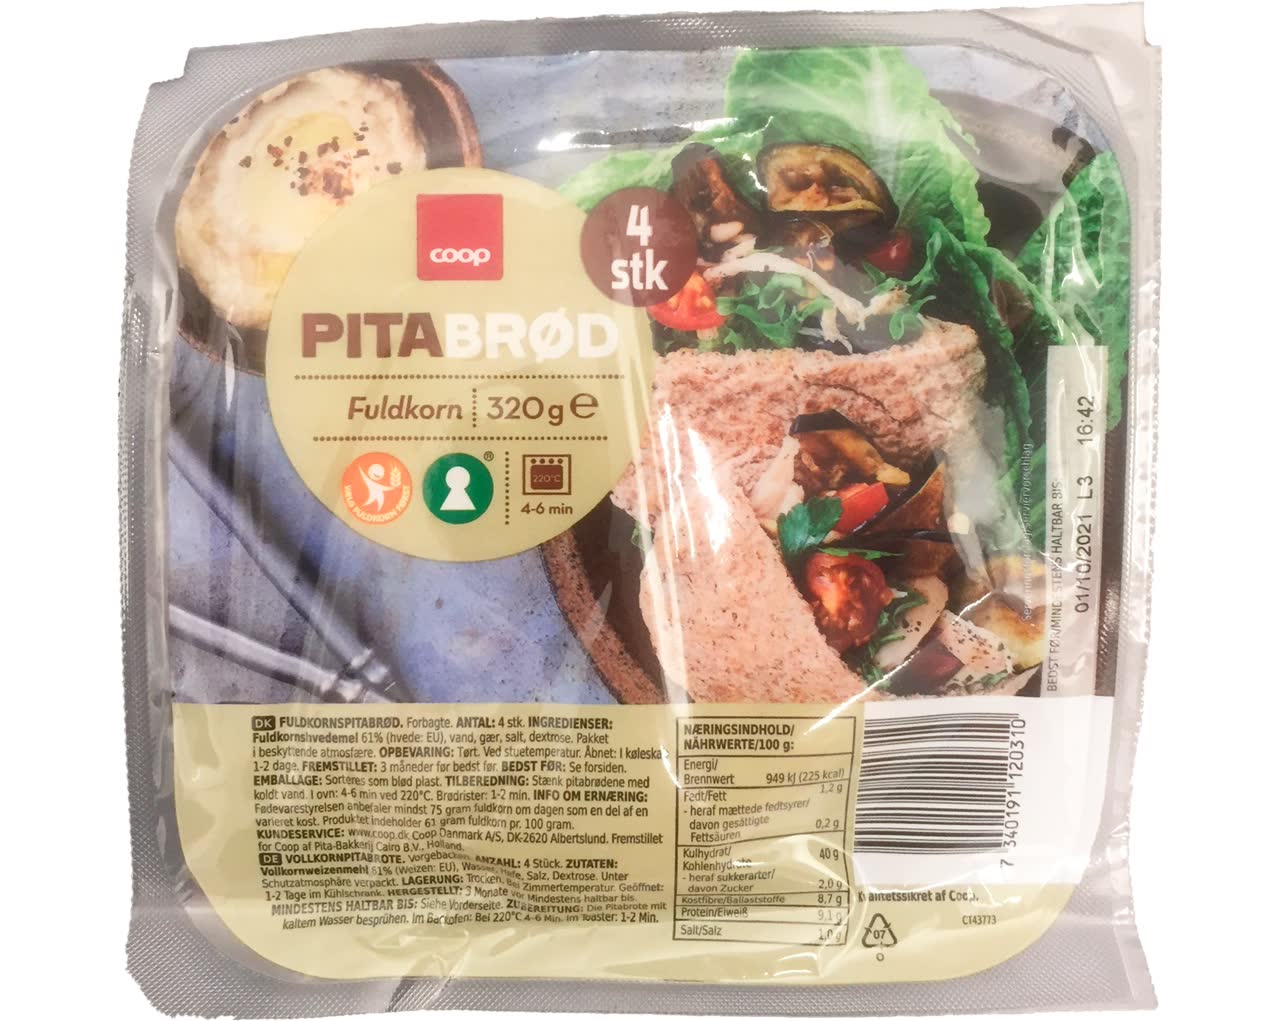 coop
4
stk
PITABRØD
Fuldkorn 320g e
®
220°C
4-6 min
serveringsforslag/Serviervorschlag
BEDST FØR/MINDESTENS HALTBAR BIS:
01/10/2021 L3 16:42
DK FULDKORNSPITABRØD. Forbagte. ANTAL: 4 stk. INGREDIENSER:
Fuldkornshvedemel 61% (hvede: EU), vand, gær, salt, dextrose. Pakket
i beskyttende atmosfære. OPBEVARING: Tørt. Ved stuetemperatur. Åbnet: I køleskab
1-2 dage. FREMSTILLET: 3 måneder før bedst før. BEDST FØR: Se forsiden.
EMBALLAGE: Sorteres som blød plast. TILBEREDNING: Stænk pitabrødene med
koldt vand. I ovn: 4-6 min ved 220°C. Brødrister: 1-2 min. INFO OM ERNÆRING:
Fødevarestyrelsen anbefaler mindst 75 gram fuldkorn om dagen som en del af en
varieret kost. Produktet indeholder 61 gram fuldkorn pr. 100 gram.
KUNDESERVICE: www.coop.dk Coop Danmark A/S, DK-2620 Albertslund. Fremstillet
for Coop af Pita-Bakkerij Cairo B.V., Holland.
DE VOLLKORNPITABROTE. Vorgebacken. ANZAHL: 4 Stück. ZUTATEN:
Vollkornweizenmehl 61% (Weizen: EU), Wasser, Hefe, Salz, Dextrose. Unter
Schutzatmosphäre verpackt. LAGERUNG: Trocken. Bei Zimmertemperatur. Geöffnet:
1-2 Tage im Kühlschrank. HERGESTELLT: 3 Monate vor Mindestens haltbar bis.
MINDESTENS HALTBAR BIS: Siehe Vorderseite. ZUBEREITUNG: Die Pitabrote mit
kaltem Wasser besprühen. Im Backofen: Bei 220°C 4-6 Min. Im Toaster: 1-2 Min.
NÆRINGSINDHOLD/
NÄHRWERTE/100 g:
Energi/
Brennwert 949 kJ (225 kcal)
Fedt/Fett 1,2 g
- heraf mættede fedtsyrer/
davon gesättigte
Fettsäuren 0,2 g
Kulhydrat/
Kohlenhydrate 40 g
- heraf sukkerarter/
davon Zucker 2,0 g
Kostfibre/Ballaststoffe 8,7 g
Protein/Eiweiß 9,1 g
Salt/Salz 1,0 g
7 340191 120310
Kvalitetssikret af Coop.
07
O
CT43773